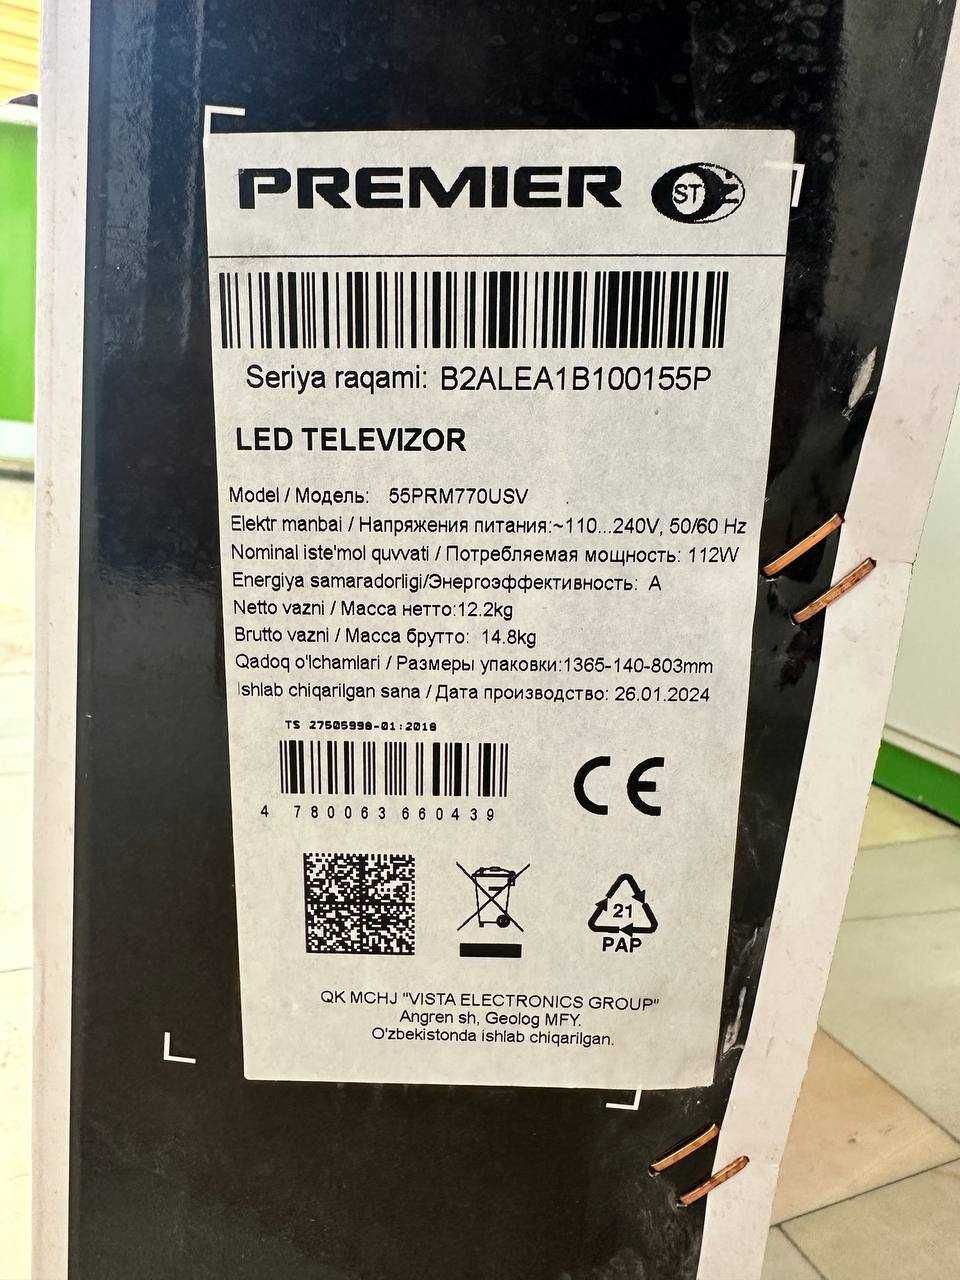 PREMIER ST
Seriya raqami: B2ALEA1B100155P
LED TELEVIZOR
Model / Модель: 55PRM770USV
Elektr manbai / Напряжения питания:~110...240V, 50/60 Hz
Nominal iste'mol quvvati / Потребляемая мощность: 112W
Energiya samaradorligi/Энергоэффективность: A
Netto vazni / Масса нетто:12.2kg
Brutto vazni / Масса брутто: 14.8kg
Qadoq o'lchamlari / Размеры упаковки:1365-140-803mm
Ishlab chiqarilgan sana / Дата производство: 26.01.2024
TS 27505998-01:2018
4 780063 660439
CE
21
PAP
QK MCHJ "VISTA ELECTRONICS GROUP"
Angren sh, Geolog MFY.
O'zbekistonda ishlab chiqarilgan.